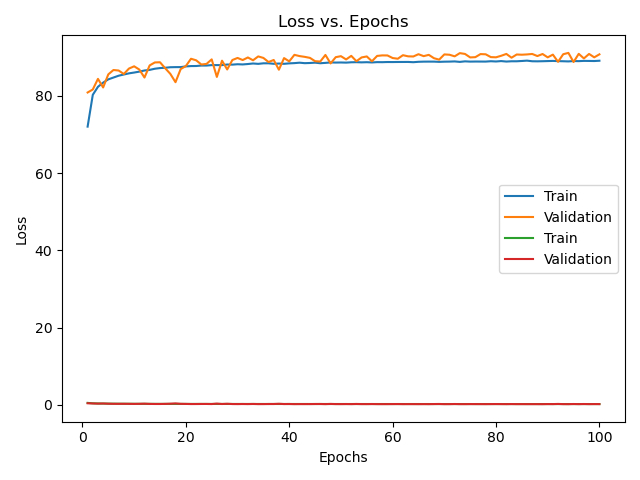 Loss vs. Epochs
Loss
80
60
40
20
0
Train
Validation
Train
Validation
0 20 40 60 80 100
Epochs